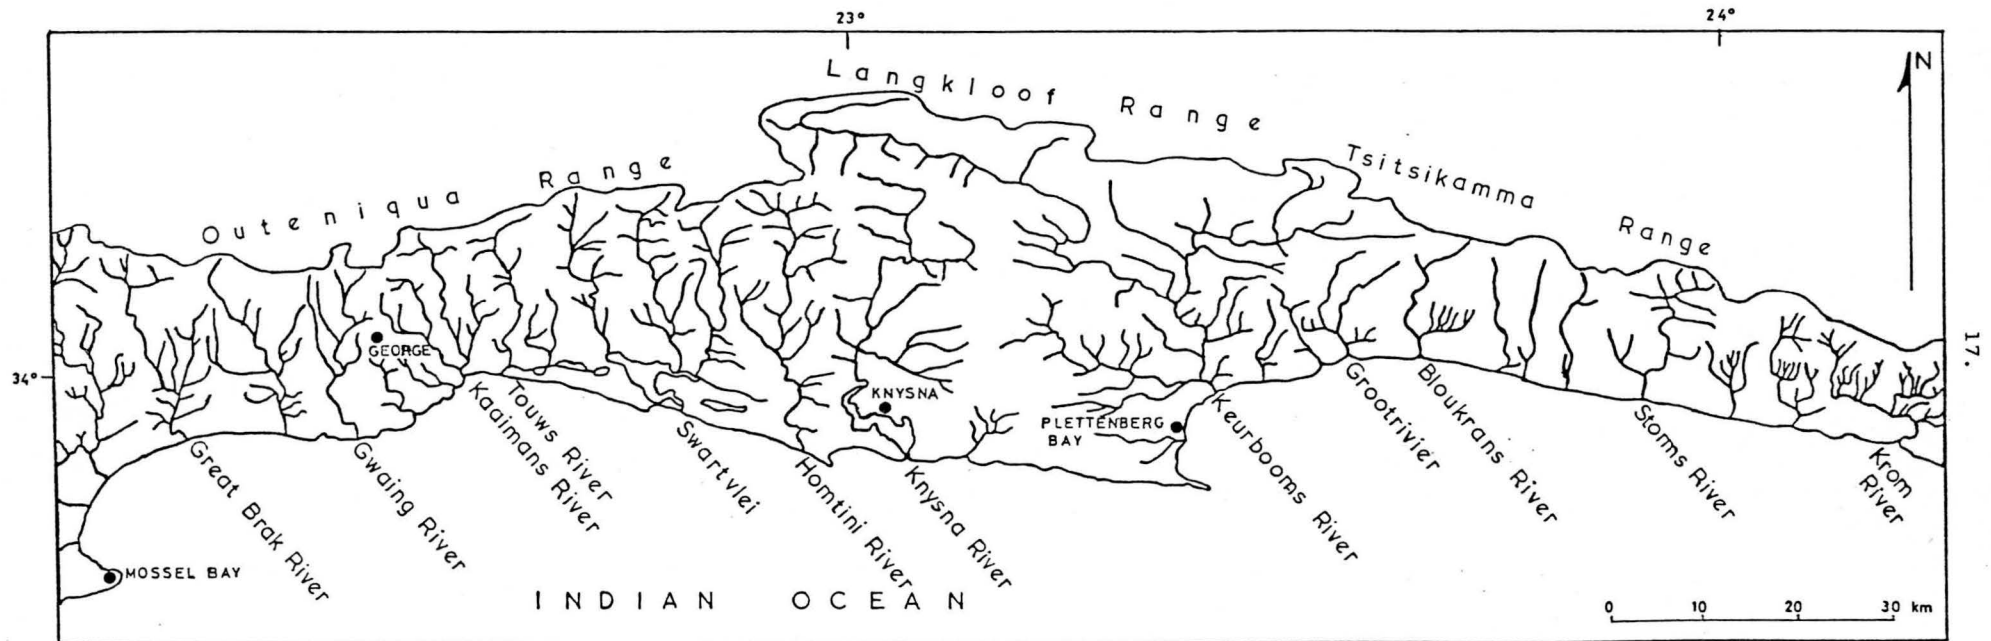 23°
24°
N
Langkloof Range
Tsitsikamma Range
Outeniqua Range
17.
34°
GEORGE
KNYSNA
PLETTENBERG
BAY
MOSSEL BAY
Great Brak River
Gwaing River
Kaaimans River
Touws River
Swartvlei
Homtini River
Knysna River
Keurbooms River
Grootrivier
Bloukrans River
Stoms River
Krom
River
INDIAN OCEAN
0 10 20 30 km